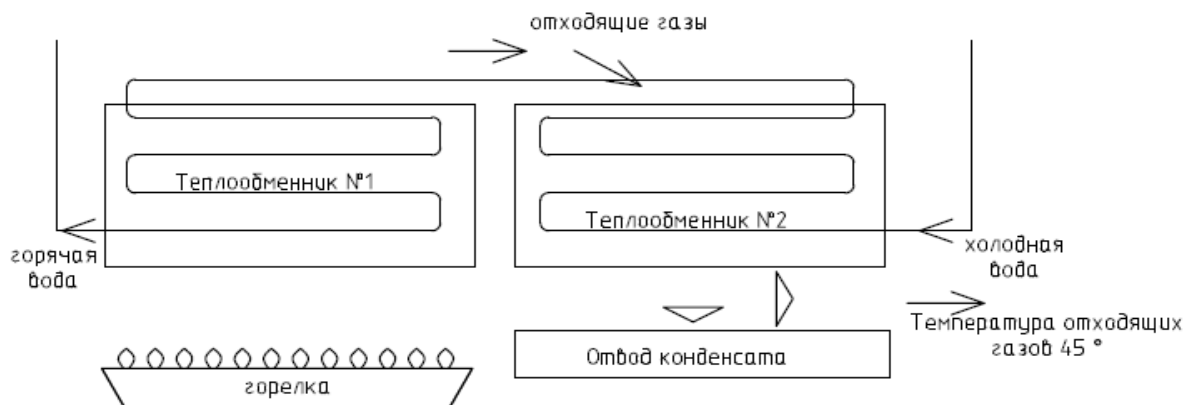 отходящие газы
Теплообменник №1
Теплообменник №2
горячая
вода
холодная
вода
Температура отходящих
газов 45 °
Отвод конденсата
горелка